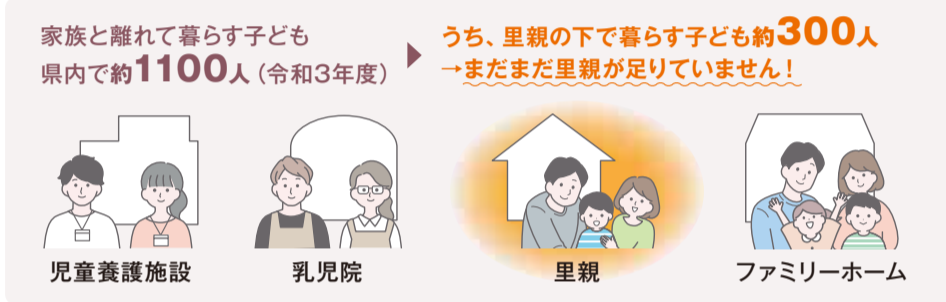 家族と離れて暮らす子ども
県内で約1100人（令和3年度）
うち、里親の下で暮らす子ども約300人
→まだまだ里親が足りていません！
児童養護施設
乳児院
里親
ファミリーホーム